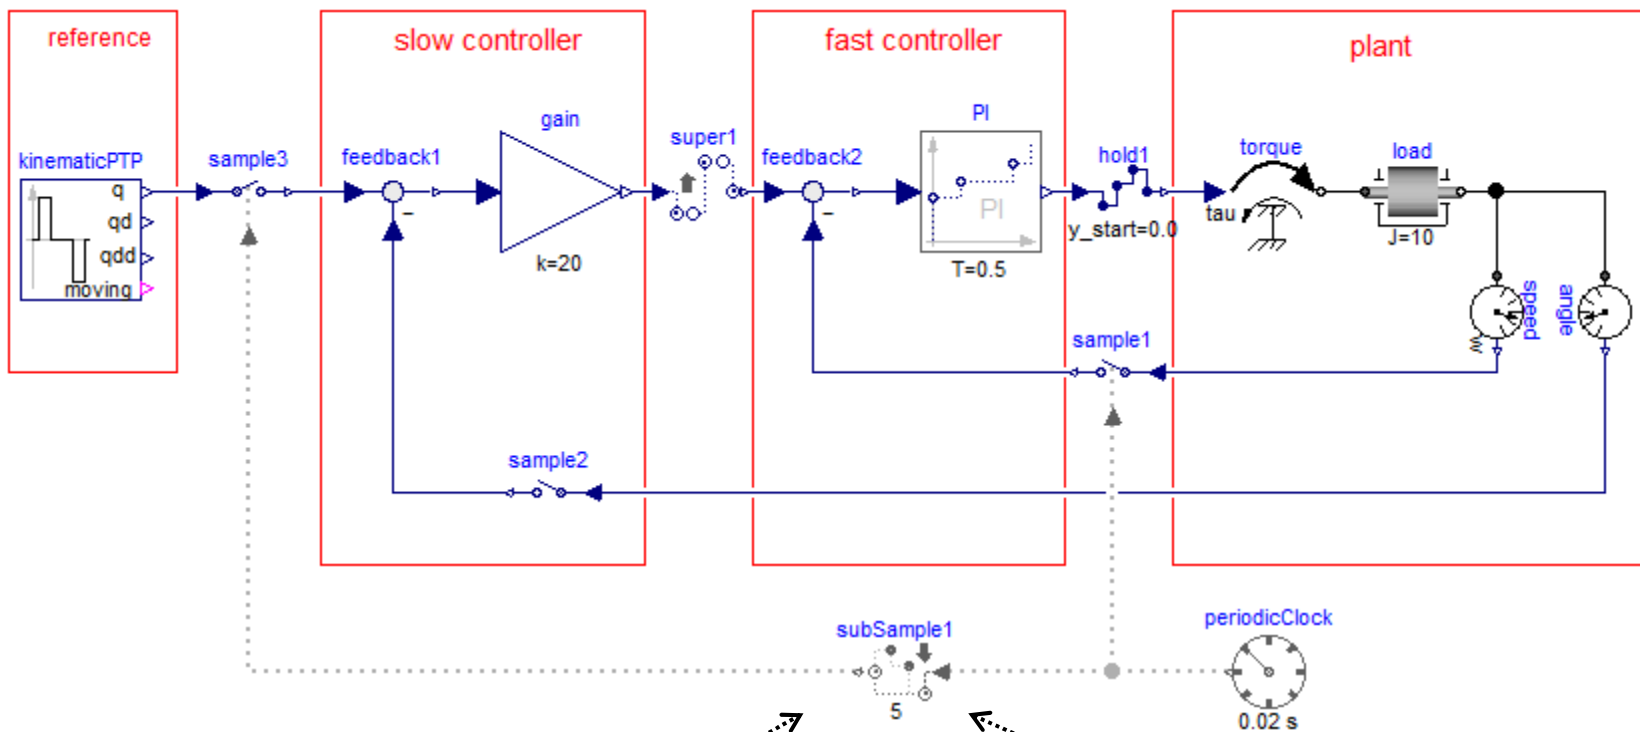 reference
slow controller
fast controller
plant
kinematicPTP
q
qd
qdd
moving
sample3
feedback1
gain
k=20
super1
feedback2
PI
PI
T=0.5
hold1
y_start=0.0
torque
tau
load
J=10
speed
w
angle
sample1
sample2
subSample1
5
periodicClock
0.02 s